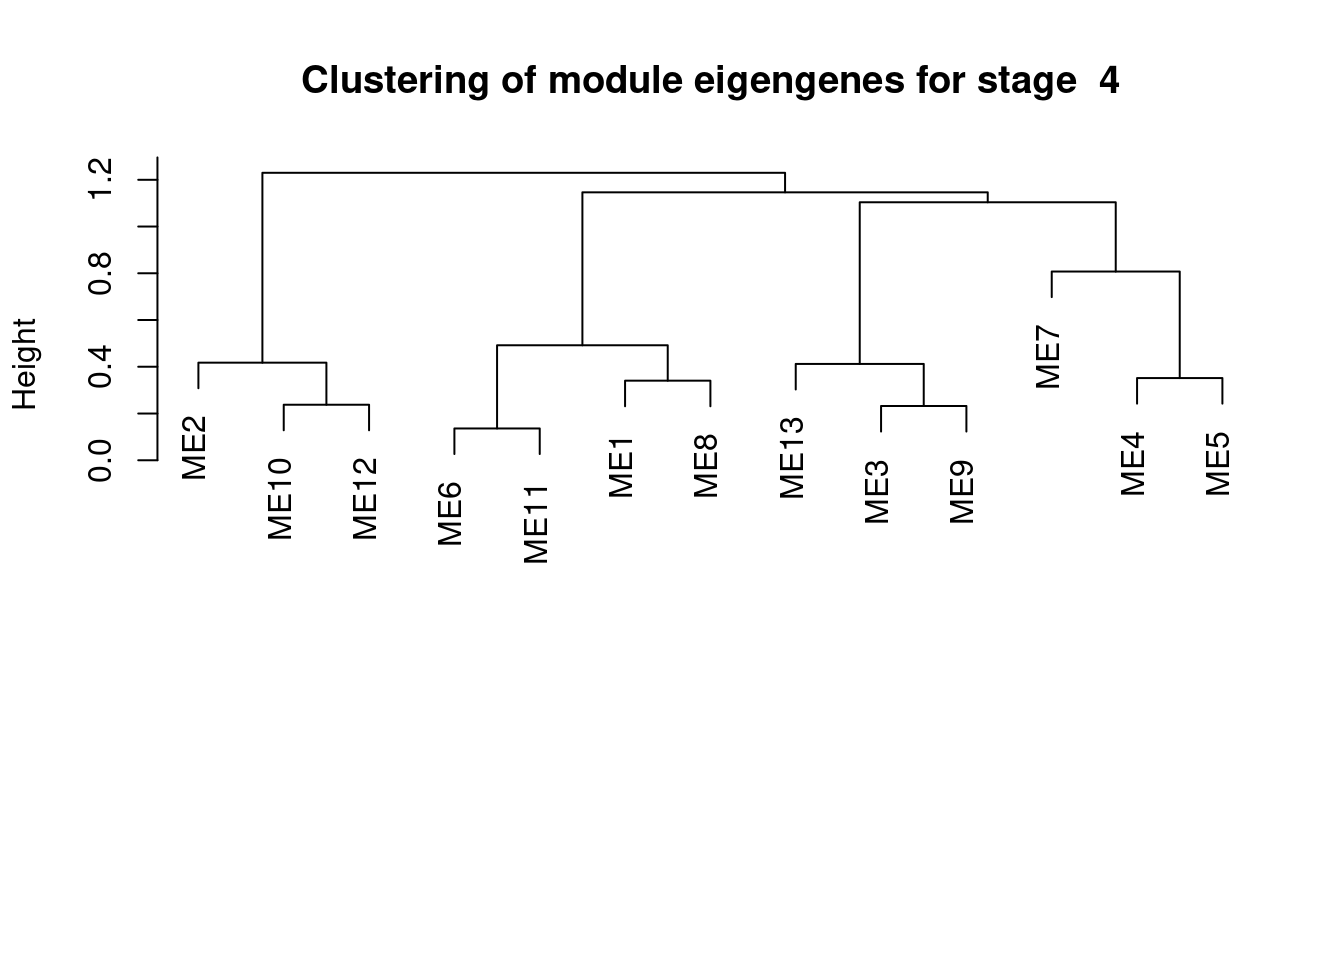 Clustering of module eigengenes for stage  4
Height
1.2
0.8
0.4
0.0
ME2
ME10
ME12
ME6
ME11
ME1
ME8
ME13
ME3
ME9
ME7
ME4
ME5